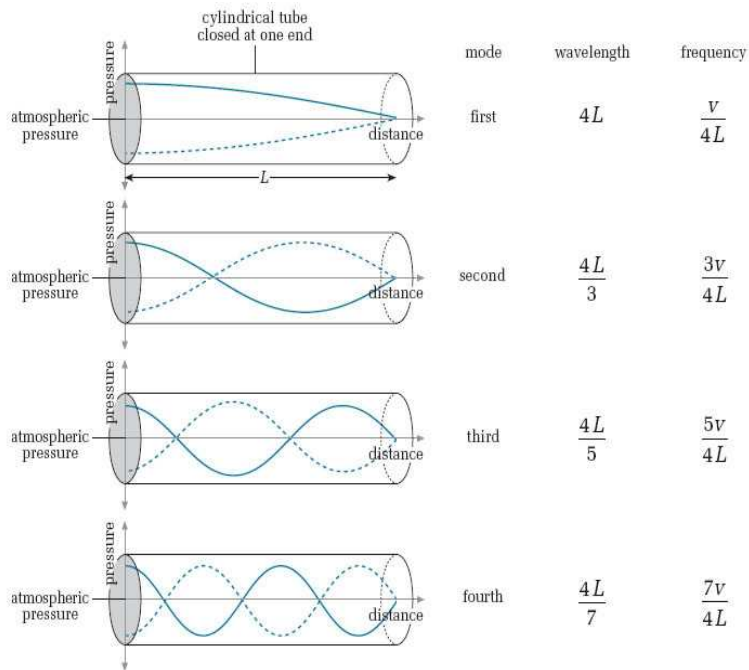 cylindrical tube
closed at one end
mode wavelength frequency
pressure
atmospheric
pressure
distance
L
first 4L v/4L
pressure
atmospheric
pressure
distance
second 4L/3 3v/4L
pressure
atmospheric
pressure
distance
third 4L/5 5v/4L
pressure
atmospheric
pressure
distance
fourth 4L/7 7v/4L